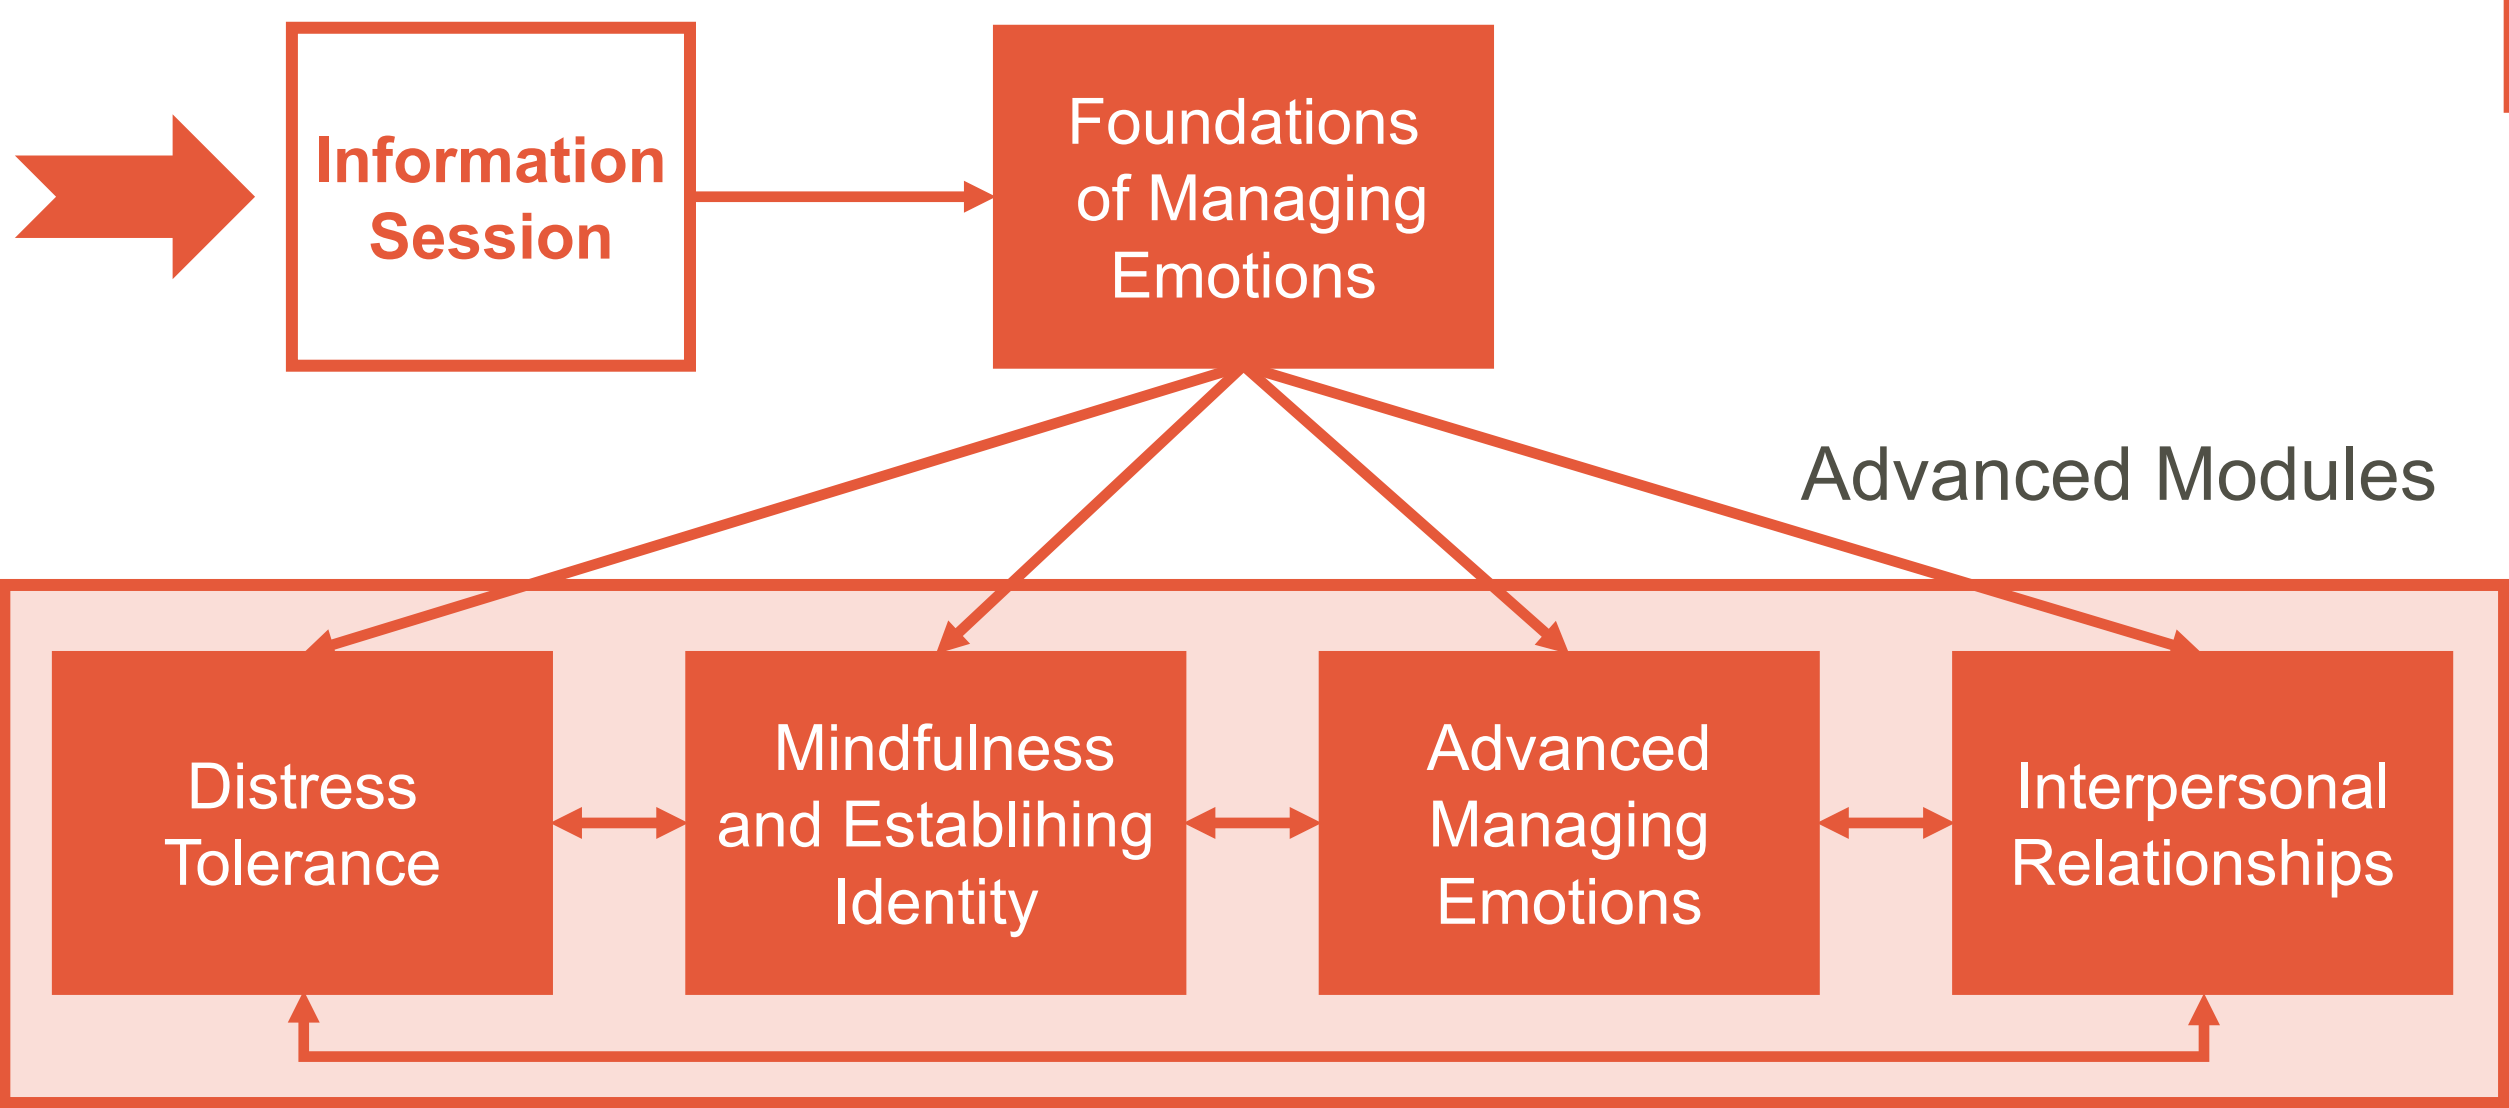 Information
Session
Foundations
of Managing
Emotions
Advanced Modules
Distress
Tolerance
Mindfulness
and Establihing
Identity
Advanced
Managing
Emotions
Interpersonal
Relationships